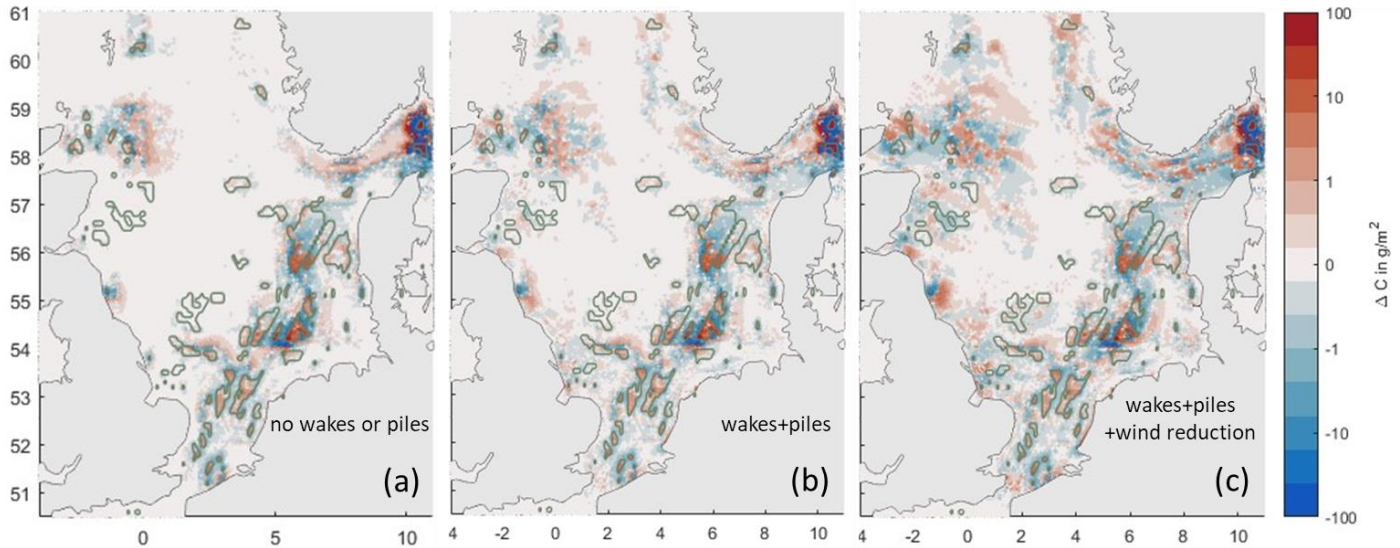 61
60
59
58
57
56
55
54
53
52
51
0 5 10
no wakes or piles
(a)
4 -2 0 2 4 6 8 10
wakes+piles
(b)
4 -2 0 2 4 6 8 10
wakes+piles
+wind reduction
(c)
100
10
1
0
-1
-10
-100
Δ C in g/m²